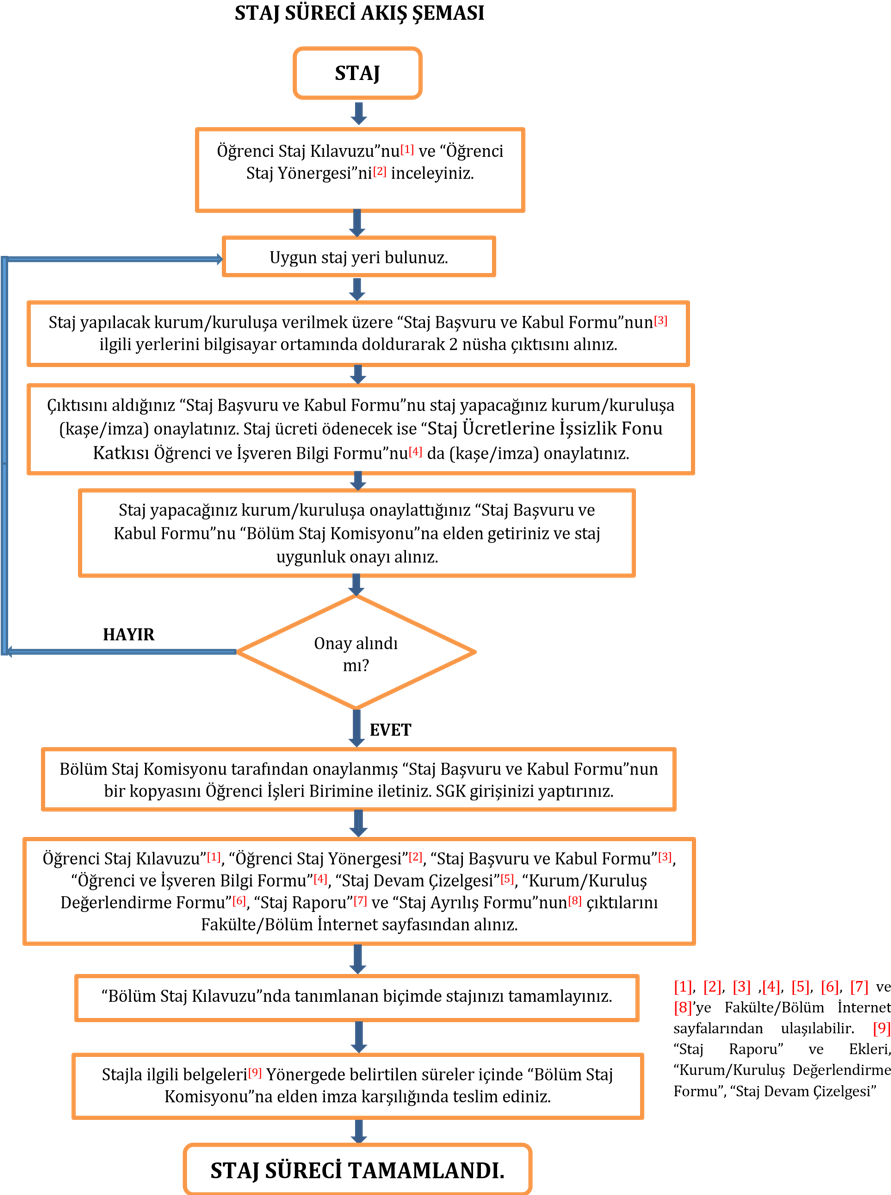 STAJ SÜRECİ AKIŞ ŞEMASI
STAJ
Öğrenci Staj Kılavuzu”nu[1] ve “Öğrenci
Staj Yönergesi”ni[2] inceleyiniz.
Uygun staj yeri bulunuz.
Staj yapılacak kurum/kuruluşa verilmek üzere “Staj Başvuru ve Kabul Formu”nun[3]
ilgili yerlerini bilgisayar ortamında doldurarak 2 nüsha çıktısını alınız.
Çıktısını aldığınız “Staj Başvuru ve Kabul Formu”nu staj yapacağınız kurum/kuruluşa
(kaşe/imza) onaylatınız. Staj ücreti ödenecek ise “Staj Ücretlerine İşsizlik Fonu
Katkısı Öğrenci ve İşveren Bilgi Formu”nu[4] da (kaşe/imza) onaylatınız.
Staj yapacağınız kurum/kuruluşa onaylattığınız “Staj Başvuru ve
Kabul Formu”nu “Bölüm Staj Komisyonu”na elden getiriniz ve staj
uygunluk onayı alınız.
HAYIR
Onay alındı
mı?
EVET
Bölüm Staj Komisyonu tarafından onaylanmış “Staj Başvuru ve Kabul Formu”nun
bir kopyasını Öğrenci İşleri Birimine iletiniz. SGK girişinizi yaptırınız.
Öğrenci Staj Kılavuzu”[1], “Öğrenci Staj Yönergesi”[2], “Staj Başvuru ve Kabul Formu”[3],
“Öğrenci ve İşveren Bilgi Formu”[4], “Staj Devam Çizelgesi”[5], “Kurum/Kuruluş
Değerlendirme Formu”[6], “Staj Raporu”[7] ve “Staj Ayrılış Formu”nun[8] çıktılarını
Fakülte/Bölüm İnternet sayfasından alınız.
“Bölüm Staj Kılavuzu”nda tanımlanan biçimde stajınızı tamamlayınız.
Stajla ilgili belgeleri[9] Yönergede belirtilen süreler içinde “Bölüm Staj
Komisyonu”na elden imza karşılığında teslim ediniz.
STAJ SÜRECİ TAMAMLANDI.
[1], [2], [3] ,[4], [5], [6], [7] ve
[8]’ye Fakülte/Bölüm İnternet
sayfalarından ulaşılabilir. [9]
“Staj Raporu” ve Ekleri,
“Kurum/Kuruluş Değerlendirme
Formu”, “Staj Devam Çizelgesi”